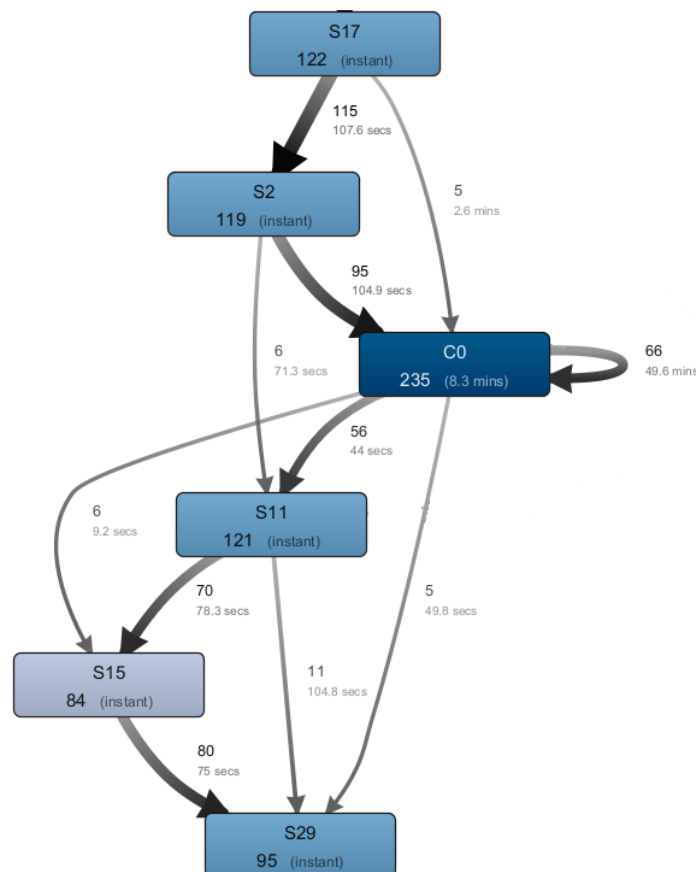 S17
122 (instant)
115
107.6 secs
5
2.6 mins
S2
119 (instant)
95
104.9 secs
6
71.3 secs
C0
235 (8.3 mins)
66
49.6 mins
56
44 secs
6
9.2 secs
S11
121 (instant)
70
78.3 secs
5
49.8 secs
11
104.8 secs
S15
84 (instant)
80
75 secs
S29
95 (instant)